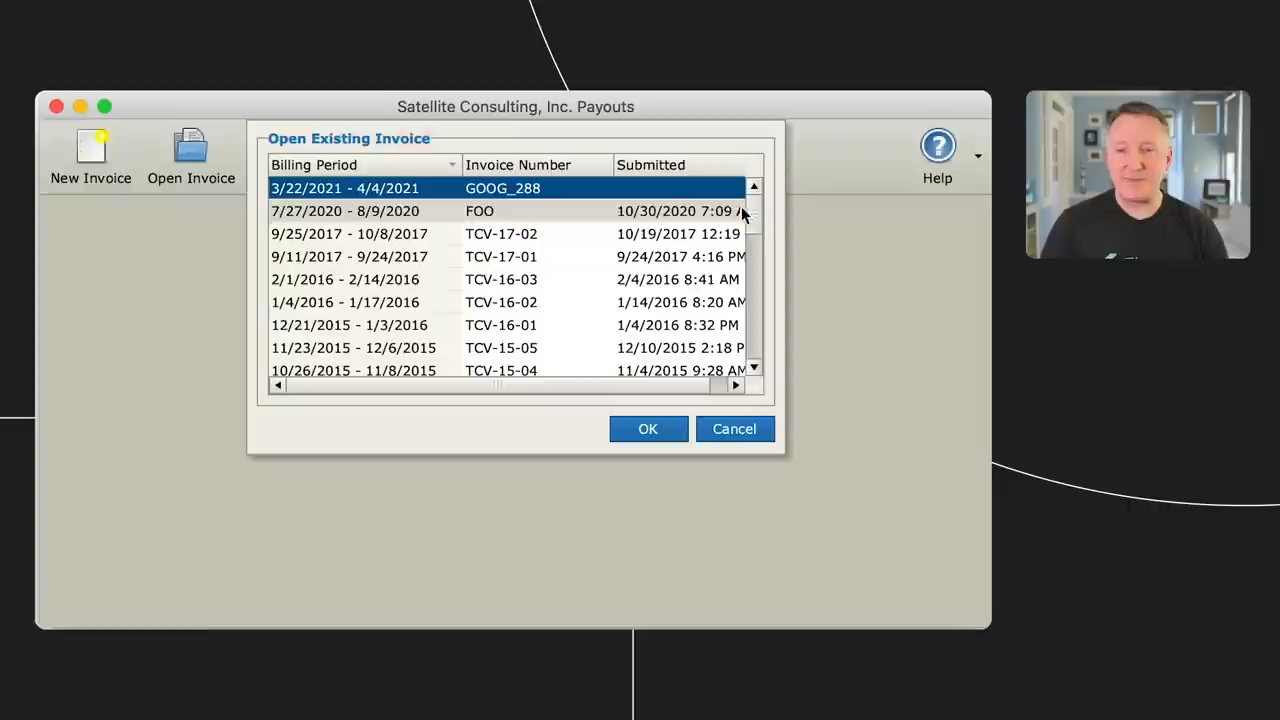 Satellite Consulting, Inc. Payouts
New Invoice
Open Invoice
Help
Open Existing Invoice
Billing Period Invoice Number Submitted
3/22/2021 - 4/4/2021 GOOG_288
7/27/2020 - 8/9/2020 FOO 10/30/2020 7:09
9/25/2017 - 10/8/2017 TCV-17-02 10/19/2017 12:19
9/11/2017 - 9/24/2017 TCV-17-01 9/24/2017 4:16 PM
2/1/2016 - 2/14/2016 TCV-16-03 2/4/2016 8:41 AM
1/4/2016 - 1/17/2016 TCV-16-02 1/14/2016 8:20 AM
12/21/2015 - 1/3/2016 TCV-16-01 1/4/2016 8:32 PM
11/23/2015 - 12/6/2015 TCV-15-05 12/10/2015 2:18 P
10/26/2015 - 11/8/2015 TCV-15-04 11/4/2015 9:28 AM
OK Cancel